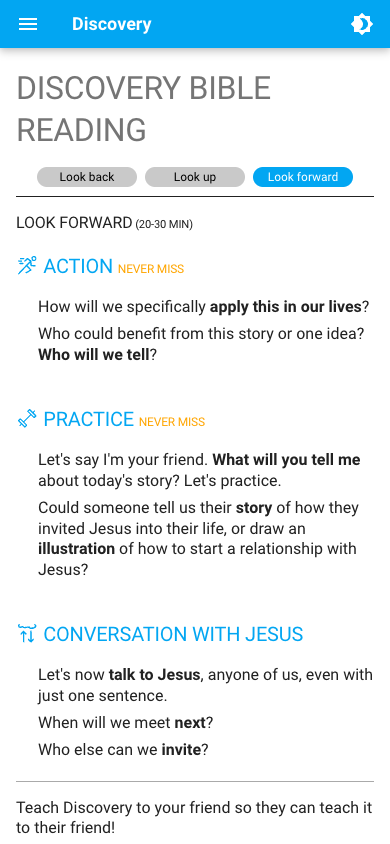 Discovery
DISCOVERY BIBLE
READING
Look back
Look up
Look forward
LOOK FORWARD (20-30 MIN)
ACTION NEVER MISS
How will we specifically apply this in our lives?
Who could benefit from this story or one idea?
Who will we tell?
PRACTICE NEVER MISS
Let's say I'm your friend. What will you tell me
about today's story? Let's practice.
Could someone tell us their story of how they
invited Jesus into their life, or draw an
illustration of how to start a relationship with
Jesus?
CONVERSATION WITH JESUS
Let's now talk to Jesus, anyone of us, even with
just one sentence.
When will we meet next?
Who else can we invite?
Teach Discovery to your friend so they can teach it
to their friend!